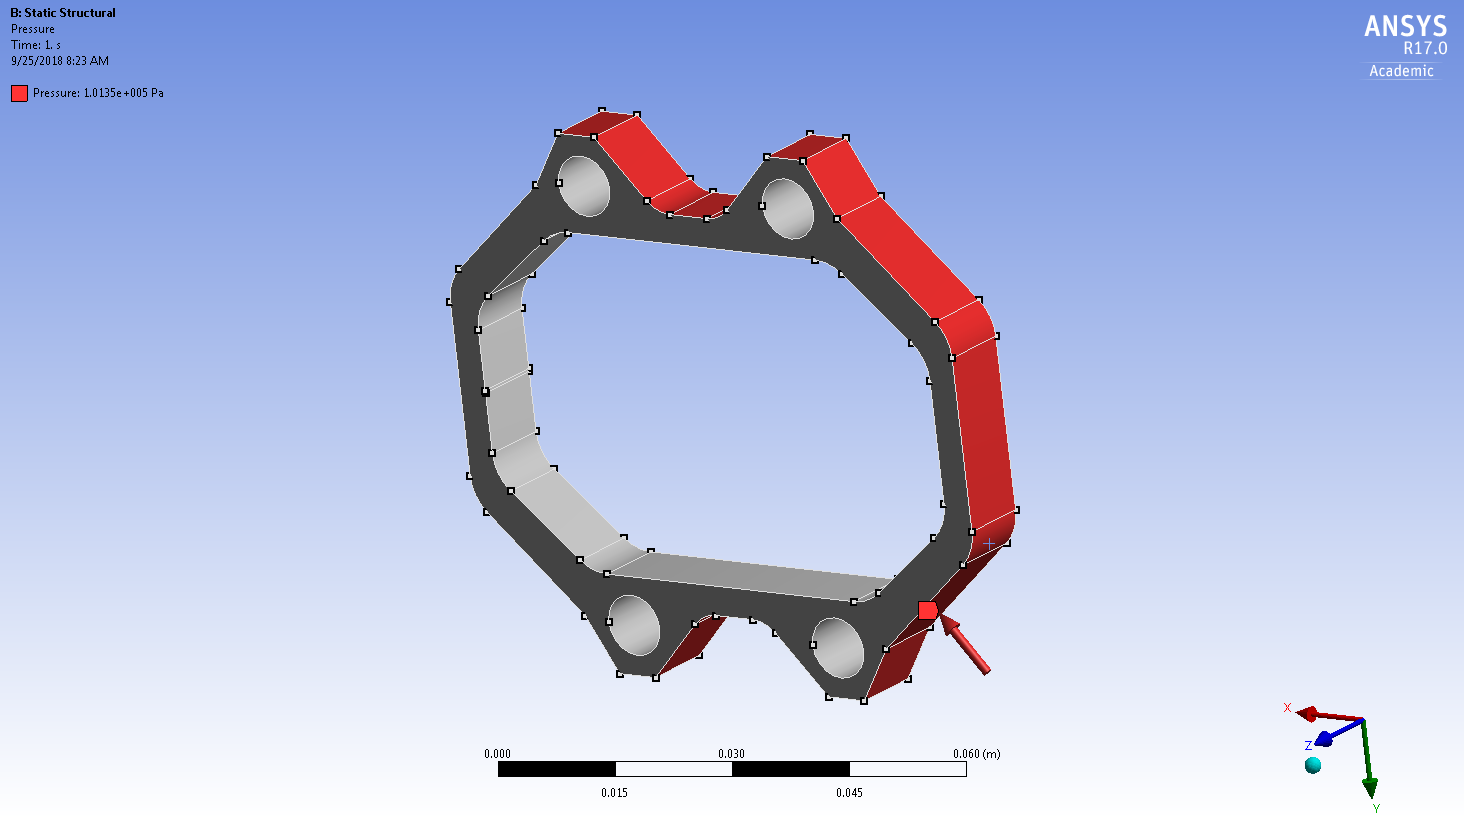 B: Static Structural
Pressure
Time: 1. s
9/25/2018 8:23 AM
Pressure: 1.0135e+005 Pa
ANSYS
R17.0
Academic
0.000
0.030
0.060 (m)
0.015
0.045
X
Z
Y